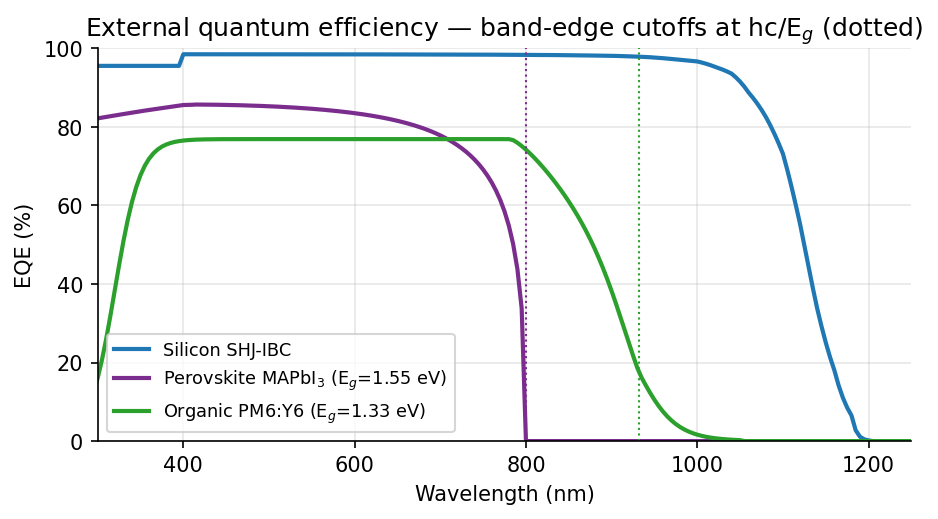 External quantum efficiency — band-edge cutoffs at hc/E_g (dotted)
100
80
60
40
20
0
EQE (%)
Silicon SHJ-IBC
Perovskite MAPbI₃ (E_g=1.55 eV)
Organic PM6:Y6 (E_g=1.33 eV)
400 600 800 1000 1200
Wavelength (nm)